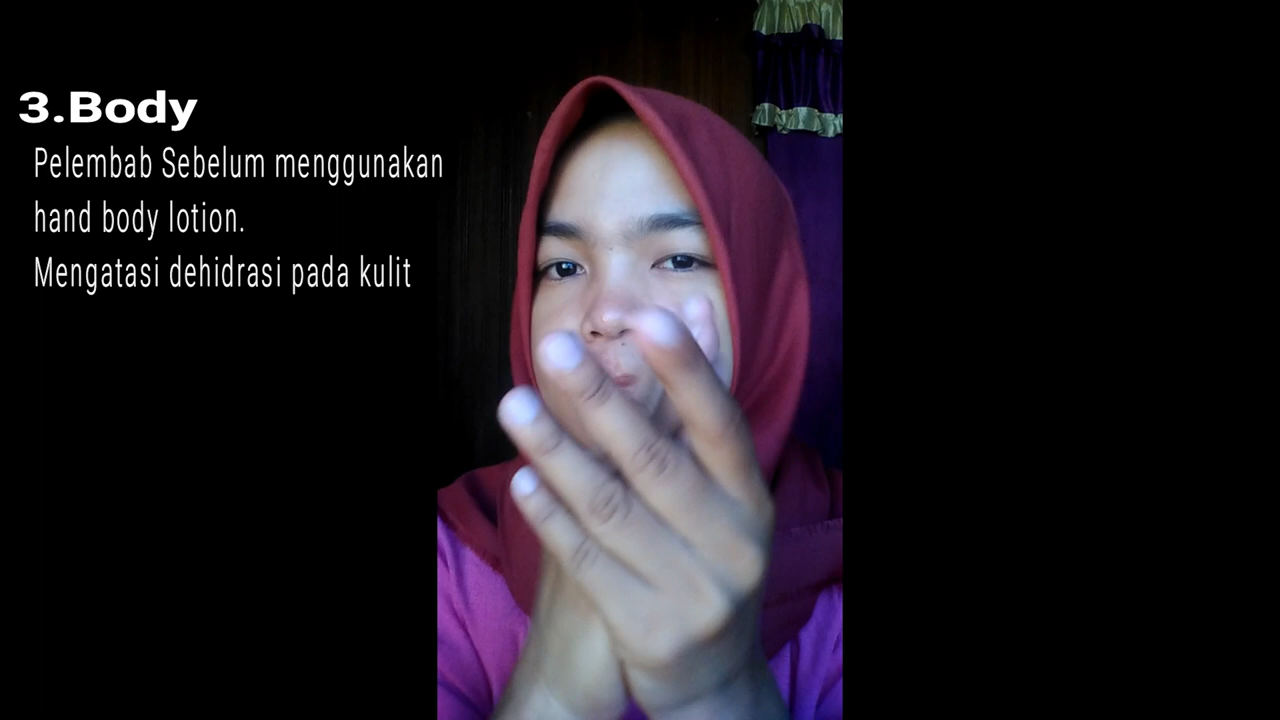 3.Body
Pelembab Sebelum menggunakan
hand body lotion.
Mengatasi dehidrasi pada kulit